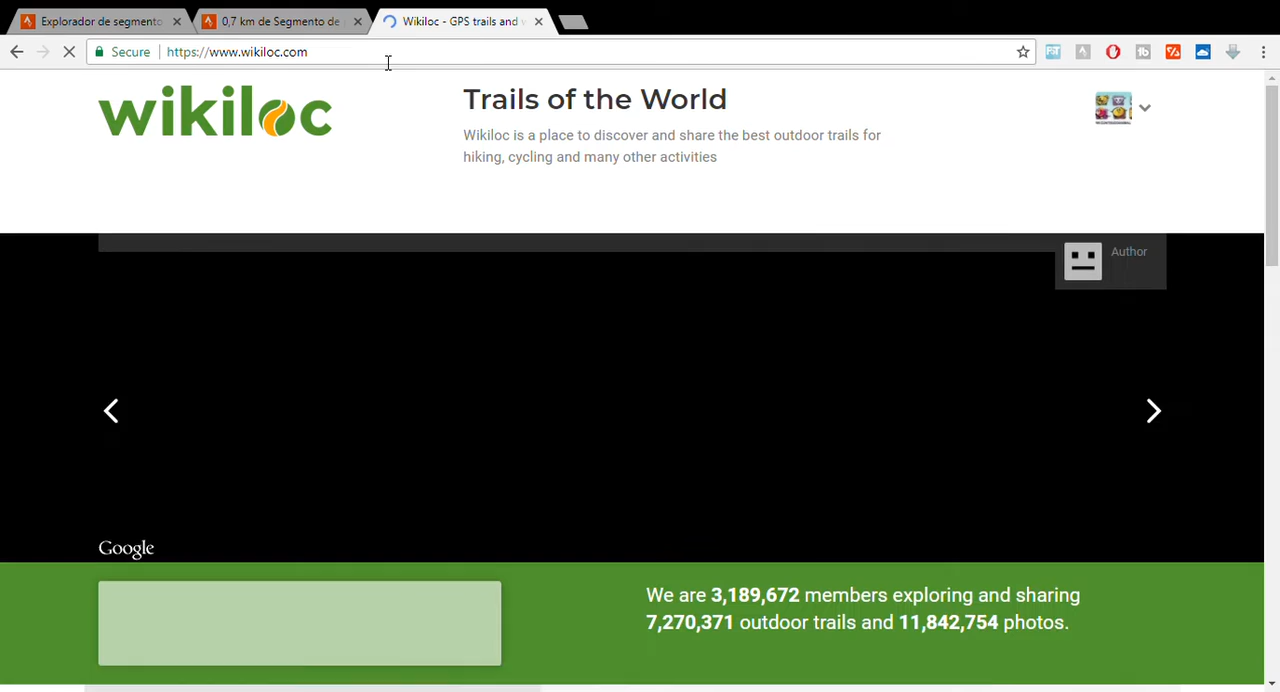 Explorador de segmento
0,7 km de Segmento de
Wikiloc - GPS trails and
Secure
https://www.wikiloc.com
wikiloc
Trails of the World
Wikiloc is a place to discover and share the best outdoor trails for
hiking, cycling and many other activities
Author
Google
We are 3,189,672 members exploring and sharing
7,270,371 outdoor trails and 11,842,754 photos.